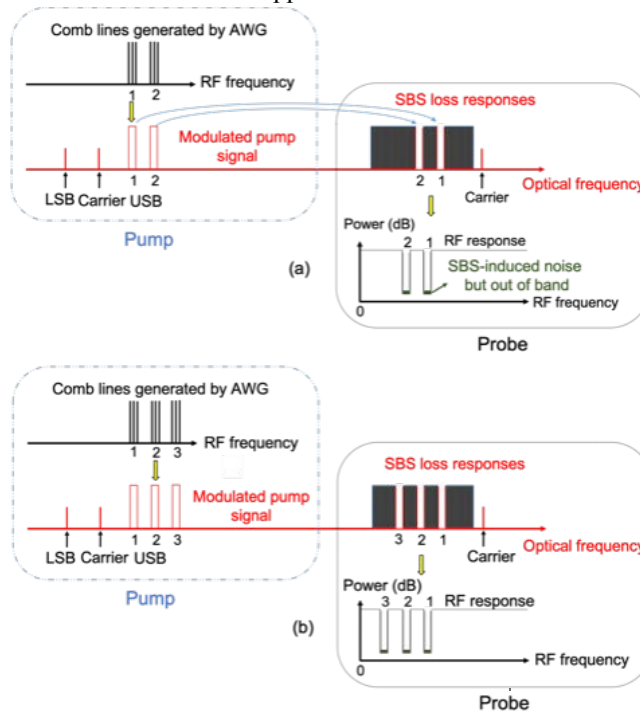 Comb lines generated by AWG
RF frequency
1 2
SBS loss responses
Modulated pump
signal
LSB Carrier USB
1 2
2 1
Carrier
Optical frequency
Pump
Power (dB)
2 1 RF response
(a)
SBS-induced noise
but out of band
0
RF frequency
Probe
Comb lines generated by AWG
RF frequency
1 2 3
SBS loss responses
Modulated pump
signal
LSB Carrier USB
1 2 3
3 2 1
Carrier
Optical frequency
Pump
Power (dB)
3 2 1 RF response
(b)
0
RF frequency
Probe